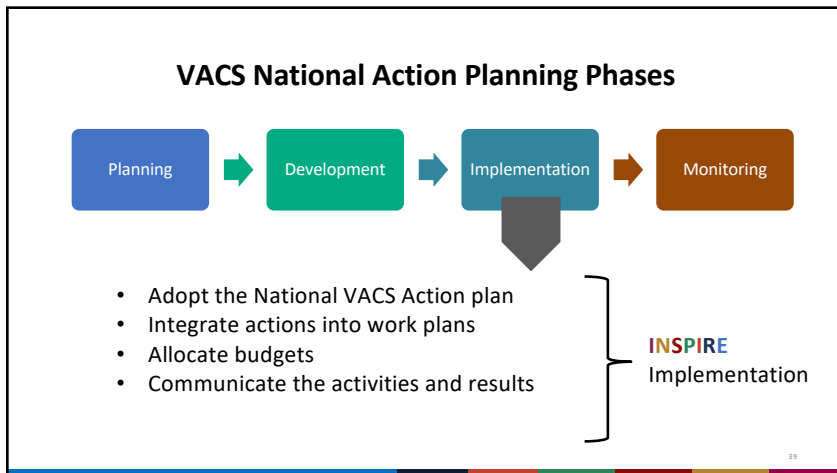 VACS National Action Planning Phases
Planning
Development
Implementation
Monitoring
• Adopt the National VACS Action plan
• Integrate actions into work plans
• Allocate budgets
• Communicate the activities and results
INSPIRE
Implementation
39